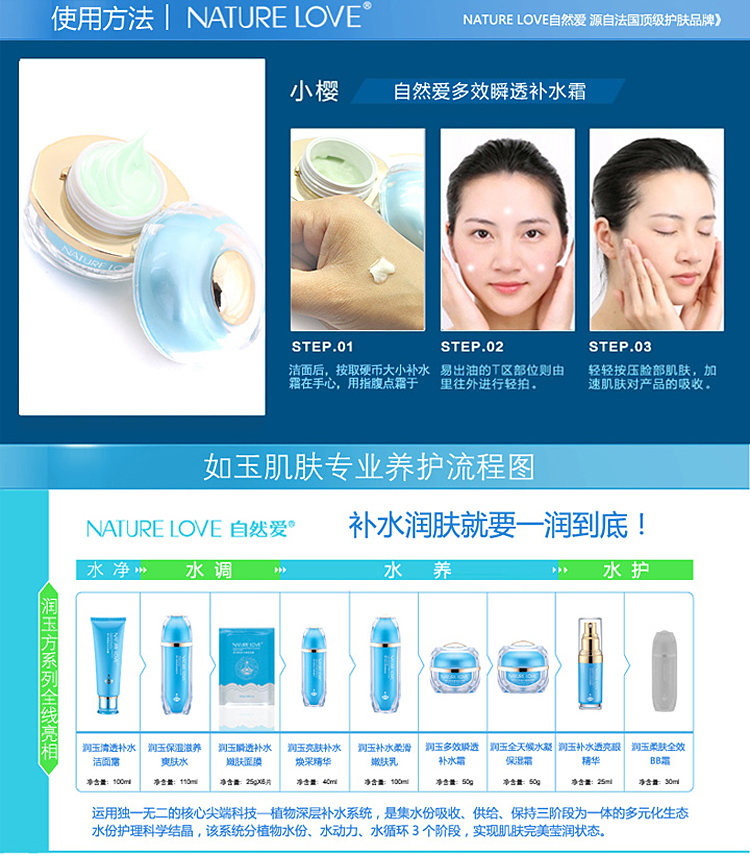 使用方法 | NATURE LOVE®
NATURE LOVE自然爱 源自法国顶级护肤品牌》
小樱 自然爱多效瞬透补水霜
NATURE LOVE
STEP.01
洁面后，按取硬币大小补水
霜在手心，用指腹点霜于
STEP.02
易出油的T区部位则由
里往外进行轻拍。
STEP.03
轻轻按压脸部肌肤，加
速肌肤对产品的吸收。
如玉肌肤专业养护流程图
NATURE LOVE 自然爱® 补水润肤就要一润到底！
水净 水调 水养 水护
润玉方系列全线亮相
NATURE LOVE
NATURE LOVE
NATURE LOVE
润玉清透补水
洁面霜
净含量：100ml
润玉保湿滋养
爽肤水
净含量：110ml
润玉瞬透补水
嫩肤面膜
净含量：25gX6片
润玉亮肤补水
焕采精华
净含量：40ml
润玉补水柔滑
嫩肤乳
净含量：100ml
润玉多效瞬透
补水霜
净含量：50g
润玉全天候水凝
保湿霜
净含量：50g
润玉补水透亮眼
精华
净含量：25ml
润玉柔肤全效
BB霜
净含量：30ml
运用独一无二的核心尖端科技—植物深层补水系统，是集水份吸收、供给、保持三阶段为一体的多元化生态
水份护理科学结晶，该系统分植物水份、水动力、水循环3个阶段，实现肌肤完美莹润状态。